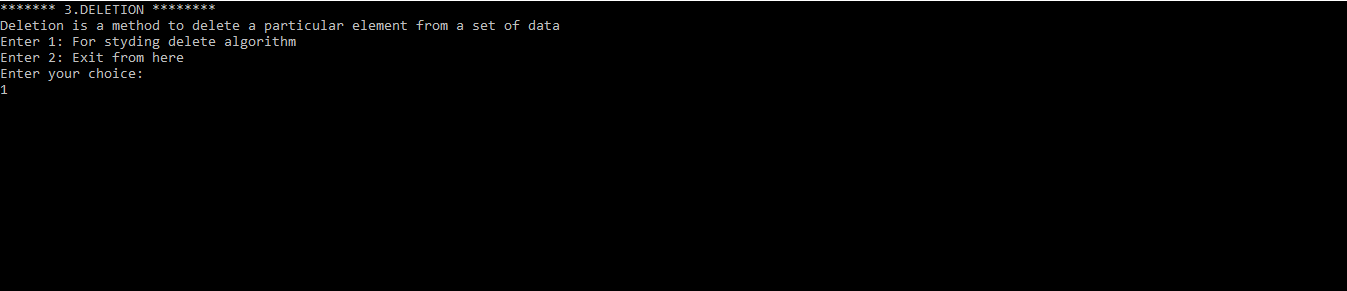 ******* 3.DELETION ********
Deletion is a method to delete a particular element from a set of data
Enter 1: For styding delete algorithm
Enter 2: Exit from here
Enter your choice:
1